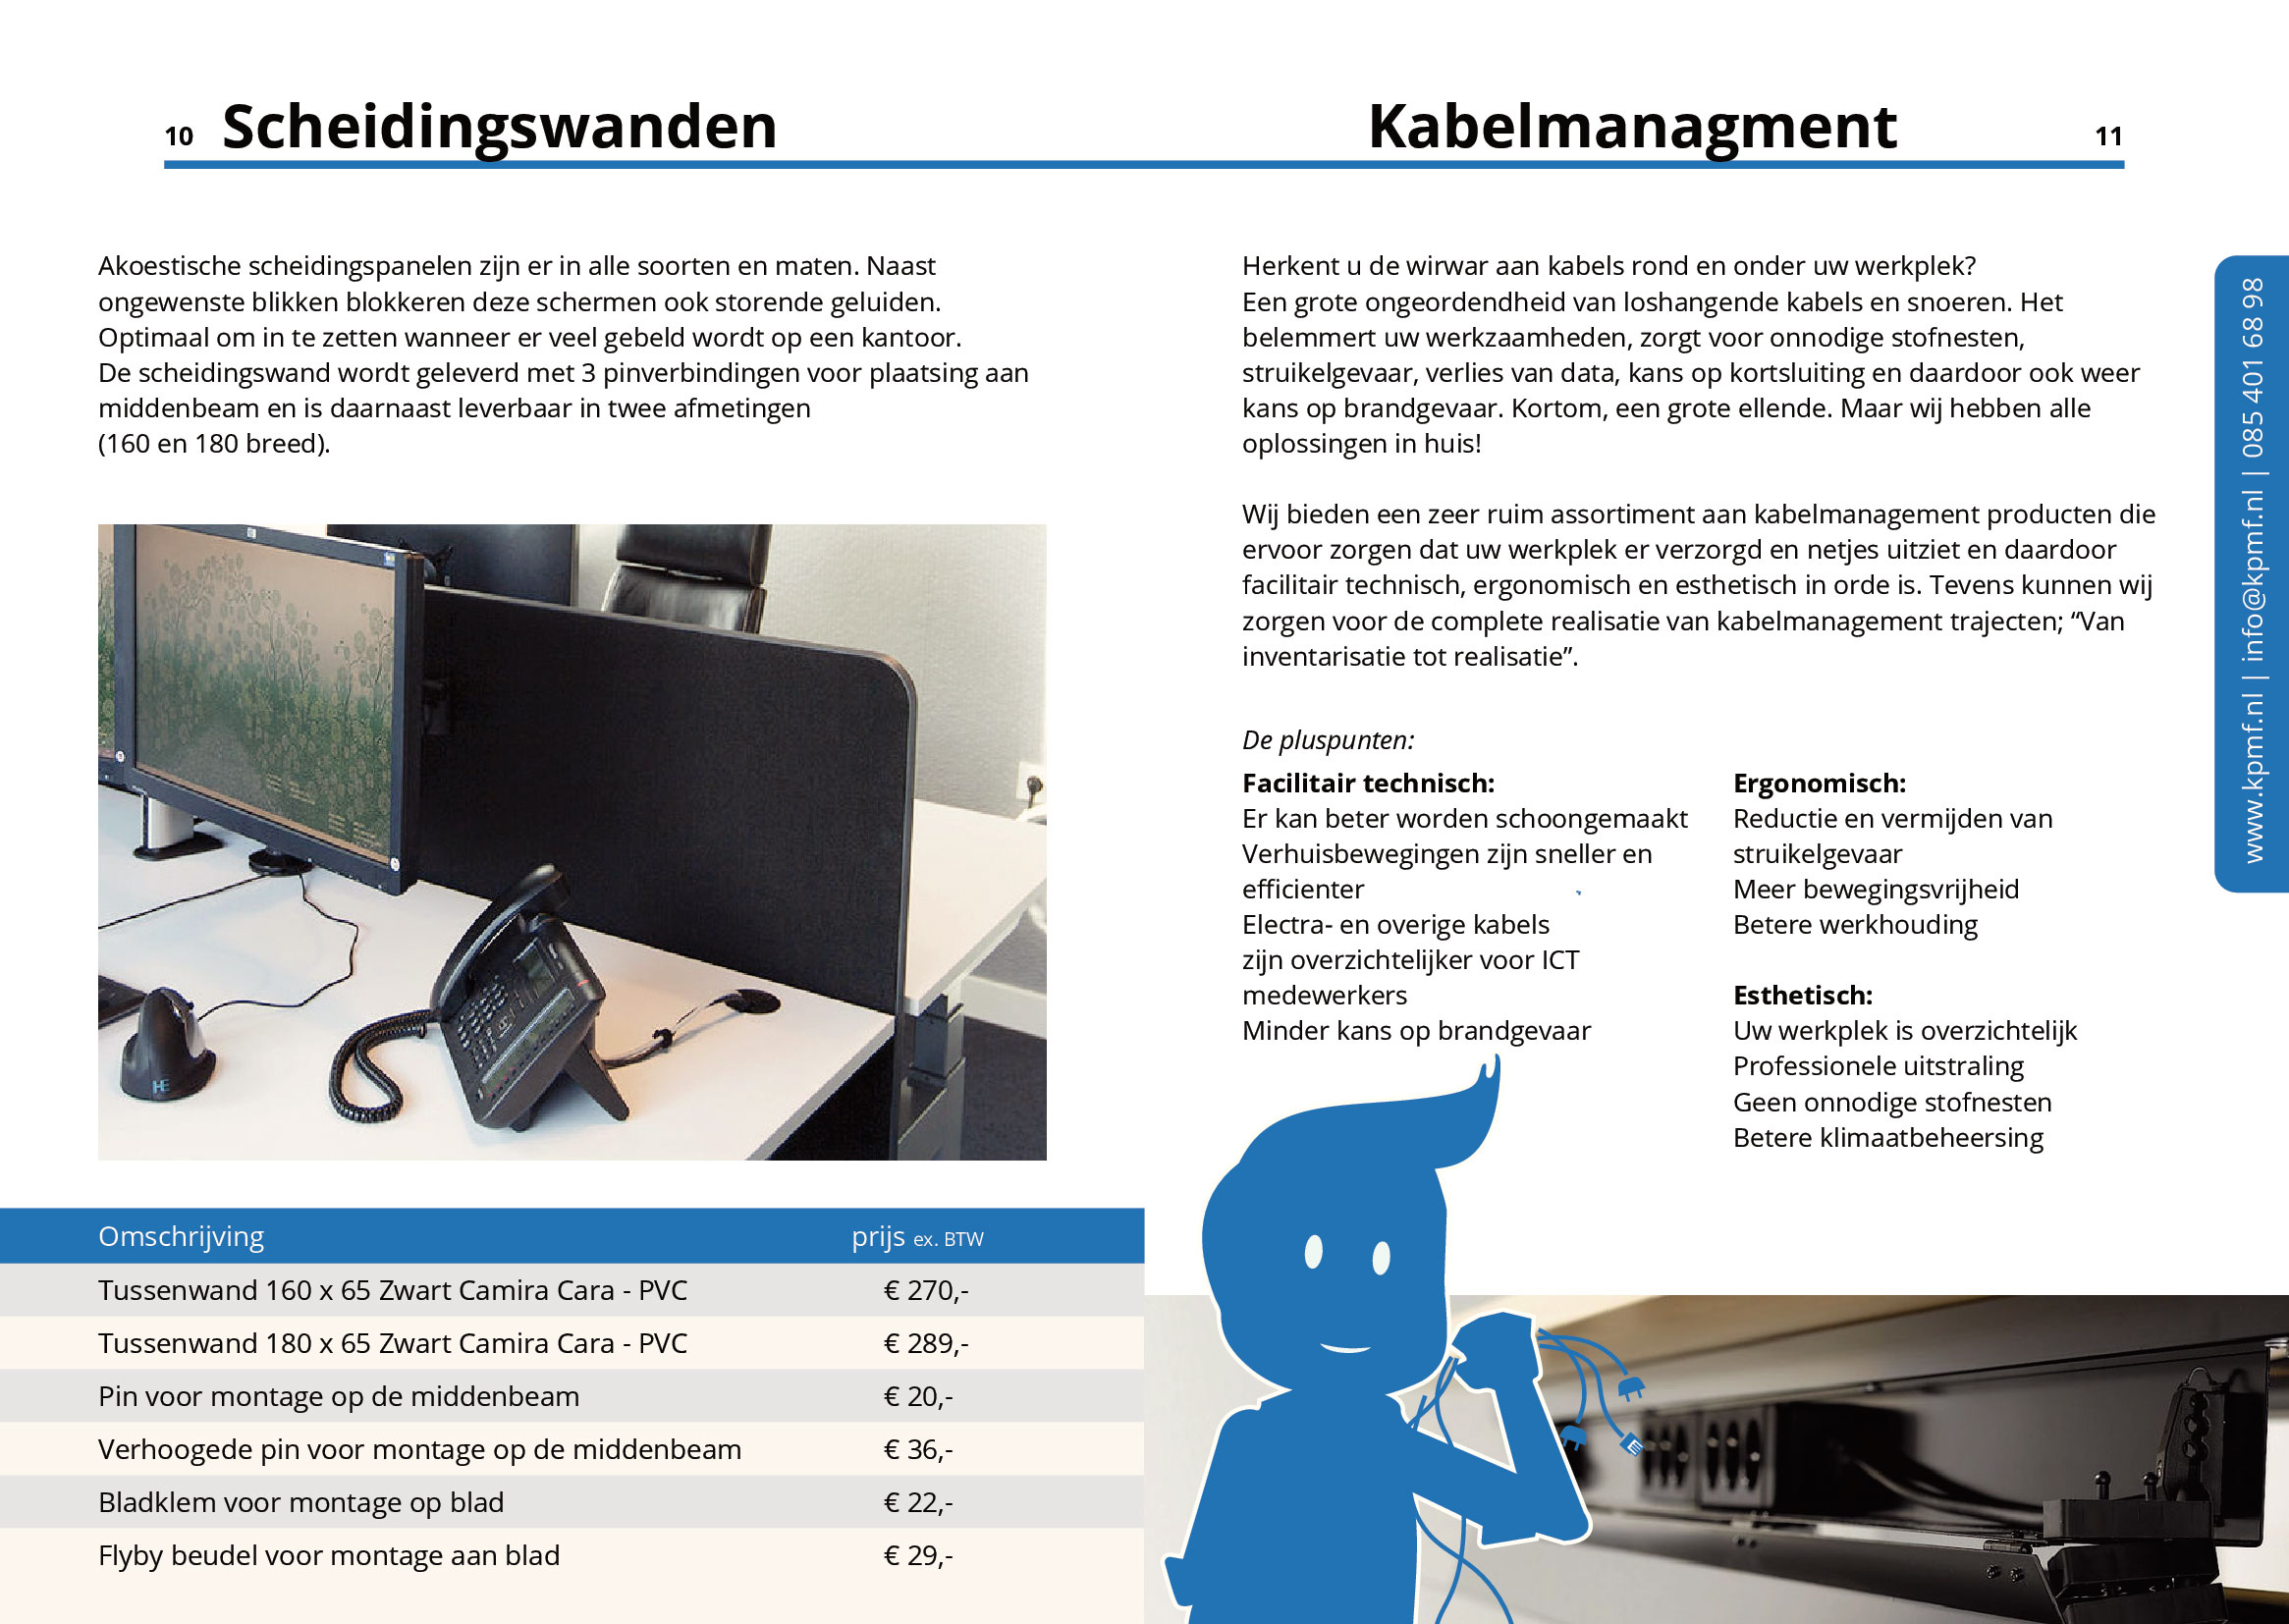 10 Scheidingswanden
Akoestische scheidingspanelen zijn er in alle soorten en maten. Naast
ongewenste blikken blokkeren deze schermen ook storende geluiden.
Optimaal om in te zetten wanneer er veel gebeld wordt op een kantoor.
De scheidingswand wordt geleverd met 3 pinverbindingen voor plaatsing aan
middenbeam en is daarnaast leverbaar in twee afmetingen
(160 en 180 breed).
HE
Omschrijving prijs ex. BTW
Tussenwand 160 x 65 Zwart Camira Cara - PVC € 270,-
Tussenwand 180 x 65 Zwart Camira Cara - PVC € 289,-
Pin voor montage op de middenbeam € 20,-
Verhoogede pin voor montage op de middenbeam € 36,-
Bladklem voor montage op blad € 22,-
Flyby beudel voor montage aan blad € 29,-
Kabelmanagment 11
Herkent u de wirwar aan kabels rond en onder uw werkplek?
Een grote ongeordendheid van loshangende kabels en snoeren. Het
belemmert uw werkzaamheden, zorgt voor onnodige stofnesten,
struikelgevaar, verlies van data, kans op kortsluiting en daardoor ook weer
kans op brandgevaar. Kortom, een grote ellende. Maar wij hebben alle
oplossingen in huis!
Wij bieden een zeer ruim assortiment aan kabelmanagement producten die
ervoor zorgen dat uw werkplek er verzorgd en netjes uitziet en daardoor
facilitair technisch, ergonomisch en esthetisch in orde is. Tevens kunnen wij
zorgen voor de complete realisatie van kabelmanagement trajecten; “Van
inventarisatie tot realisatie”.
De pluspunten:
Facilitair technisch:
Er kan beter worden schoongemaakt
Verhuisbewegingen zijn sneller en
efficienter
Electra- en overige kabels
zijn overzichtelijker voor ICT
medewerkers
Minder kans op brandgevaar
Ergonomisch:
Reductie en vermijden van
struikelgevaar
Meer bewegingsvrijheid
Betere werkhouding
Esthetisch:
Uw werkplek is overzichtelijk
Professionele uitstraling
Geen onnodige stofnesten
Betere klimaatbeheersing
www.kpmf.nl | info@kpmf.nl | 085 401 68 98